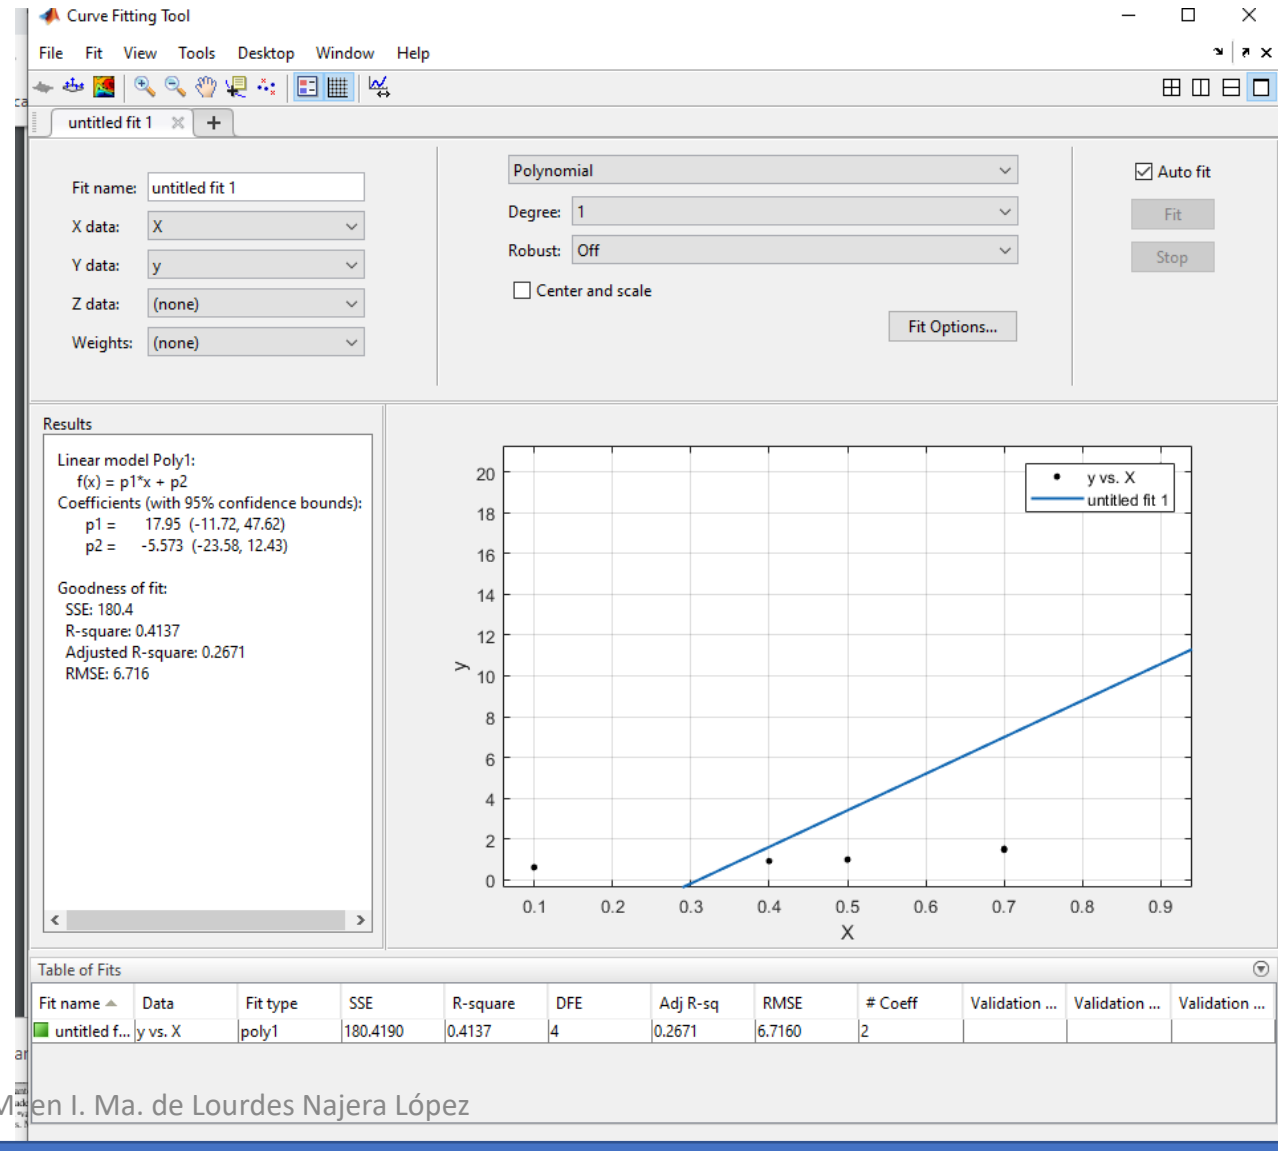 Curve Fitting Tool
File Fit View Tools Desktop Window Help
untitled fit 1
Fit name: untitled fit 1
X data: X
Y data: y
Z data: (none)
Weights: (none)
Polynomial
Degree: 1
Robust: Off
Center and scale
Fit Options...
Auto fit
Fit
Stop
Results
Linear model Poly1:
f(x) = p1*x + p2
Coefficients (with 95% confidence bounds):
p1 = 17.95 (-11.72, 47.62)
p2 = -5.573 (-23.58, 12.43)
Goodness of fit:
SSE: 180.4
R-square: 0.4137
Adjusted R-square: 0.2671
RMSE: 6.716
20
18
16
14
12
10
8
6
4
2
0
y
y vs. X
untitled fit 1
0.1 0.2 0.3 0.4 0.5 0.6 0.7 0.8 0.9
X
Table of Fits
Fit name Data Fit type SSE R-square DFE Adj R-sq RMSE # Coeff Validation ... Validation ... Validation ...
untitled f... y vs. X poly1 180.4190 0.4137 4 0.2671 6.7160 2
M. en I. Ma. de Lourdes Najera López